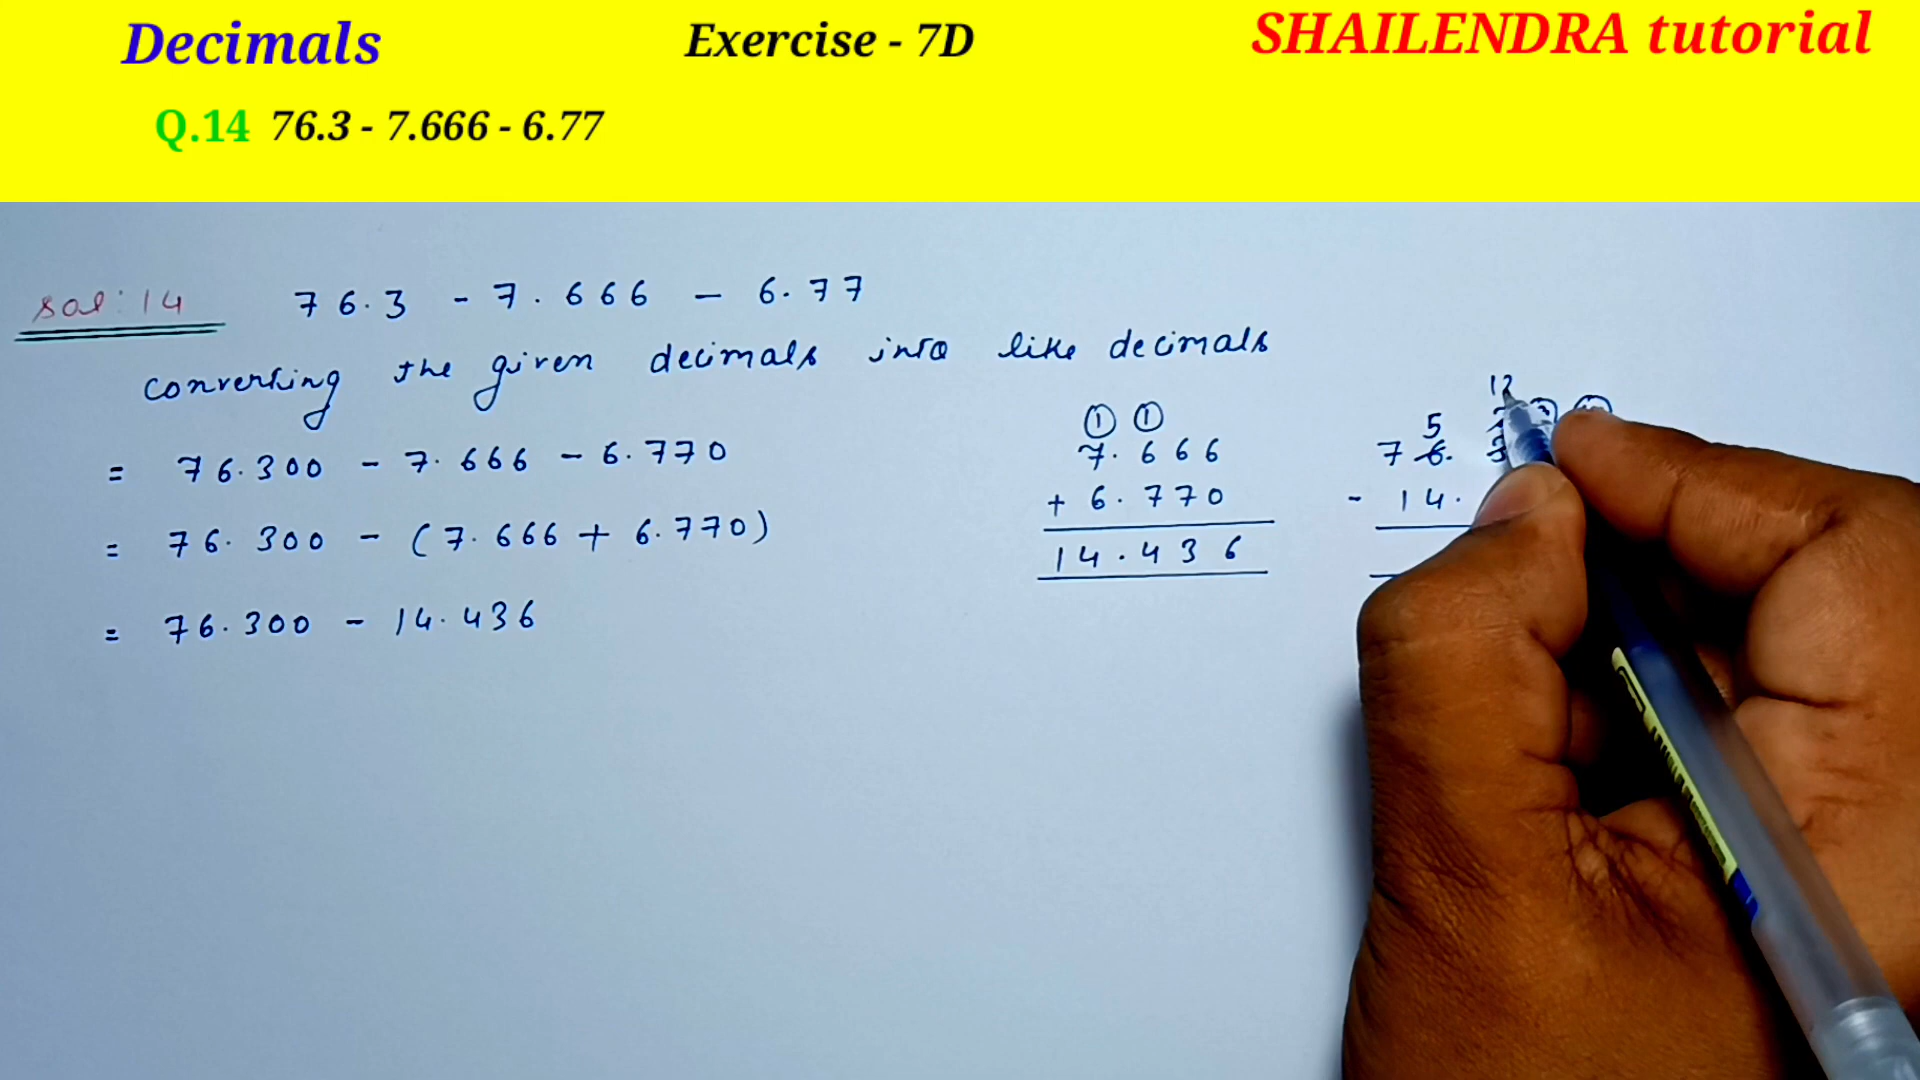 Decimals Exercise - 7D SHAILENDRA tutorial
Q.14 76.3 - 7.666 - 6.77
sol: 14 76.3 - 7.666 - 6.77
converting the given decimals into like decimals
= 76.300 - 7.666 - 6.770
= 76.300 - (7.666 + 6.770)
= 76.300 - 14.436
1 1
7.666
+ 6.770
14.436
12
5
7 6.
- 14.